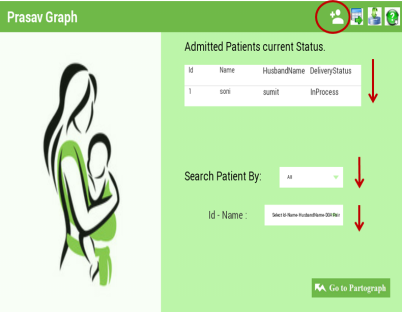 Prasav Graph
Admitted Patients current Status.
Id Name HusbandName DeliveryStatus
1 soni sumit InProcess
Search Patient By: All
Id - Name : Select Id-Name-HusbandName-DOA
Go to Partograph